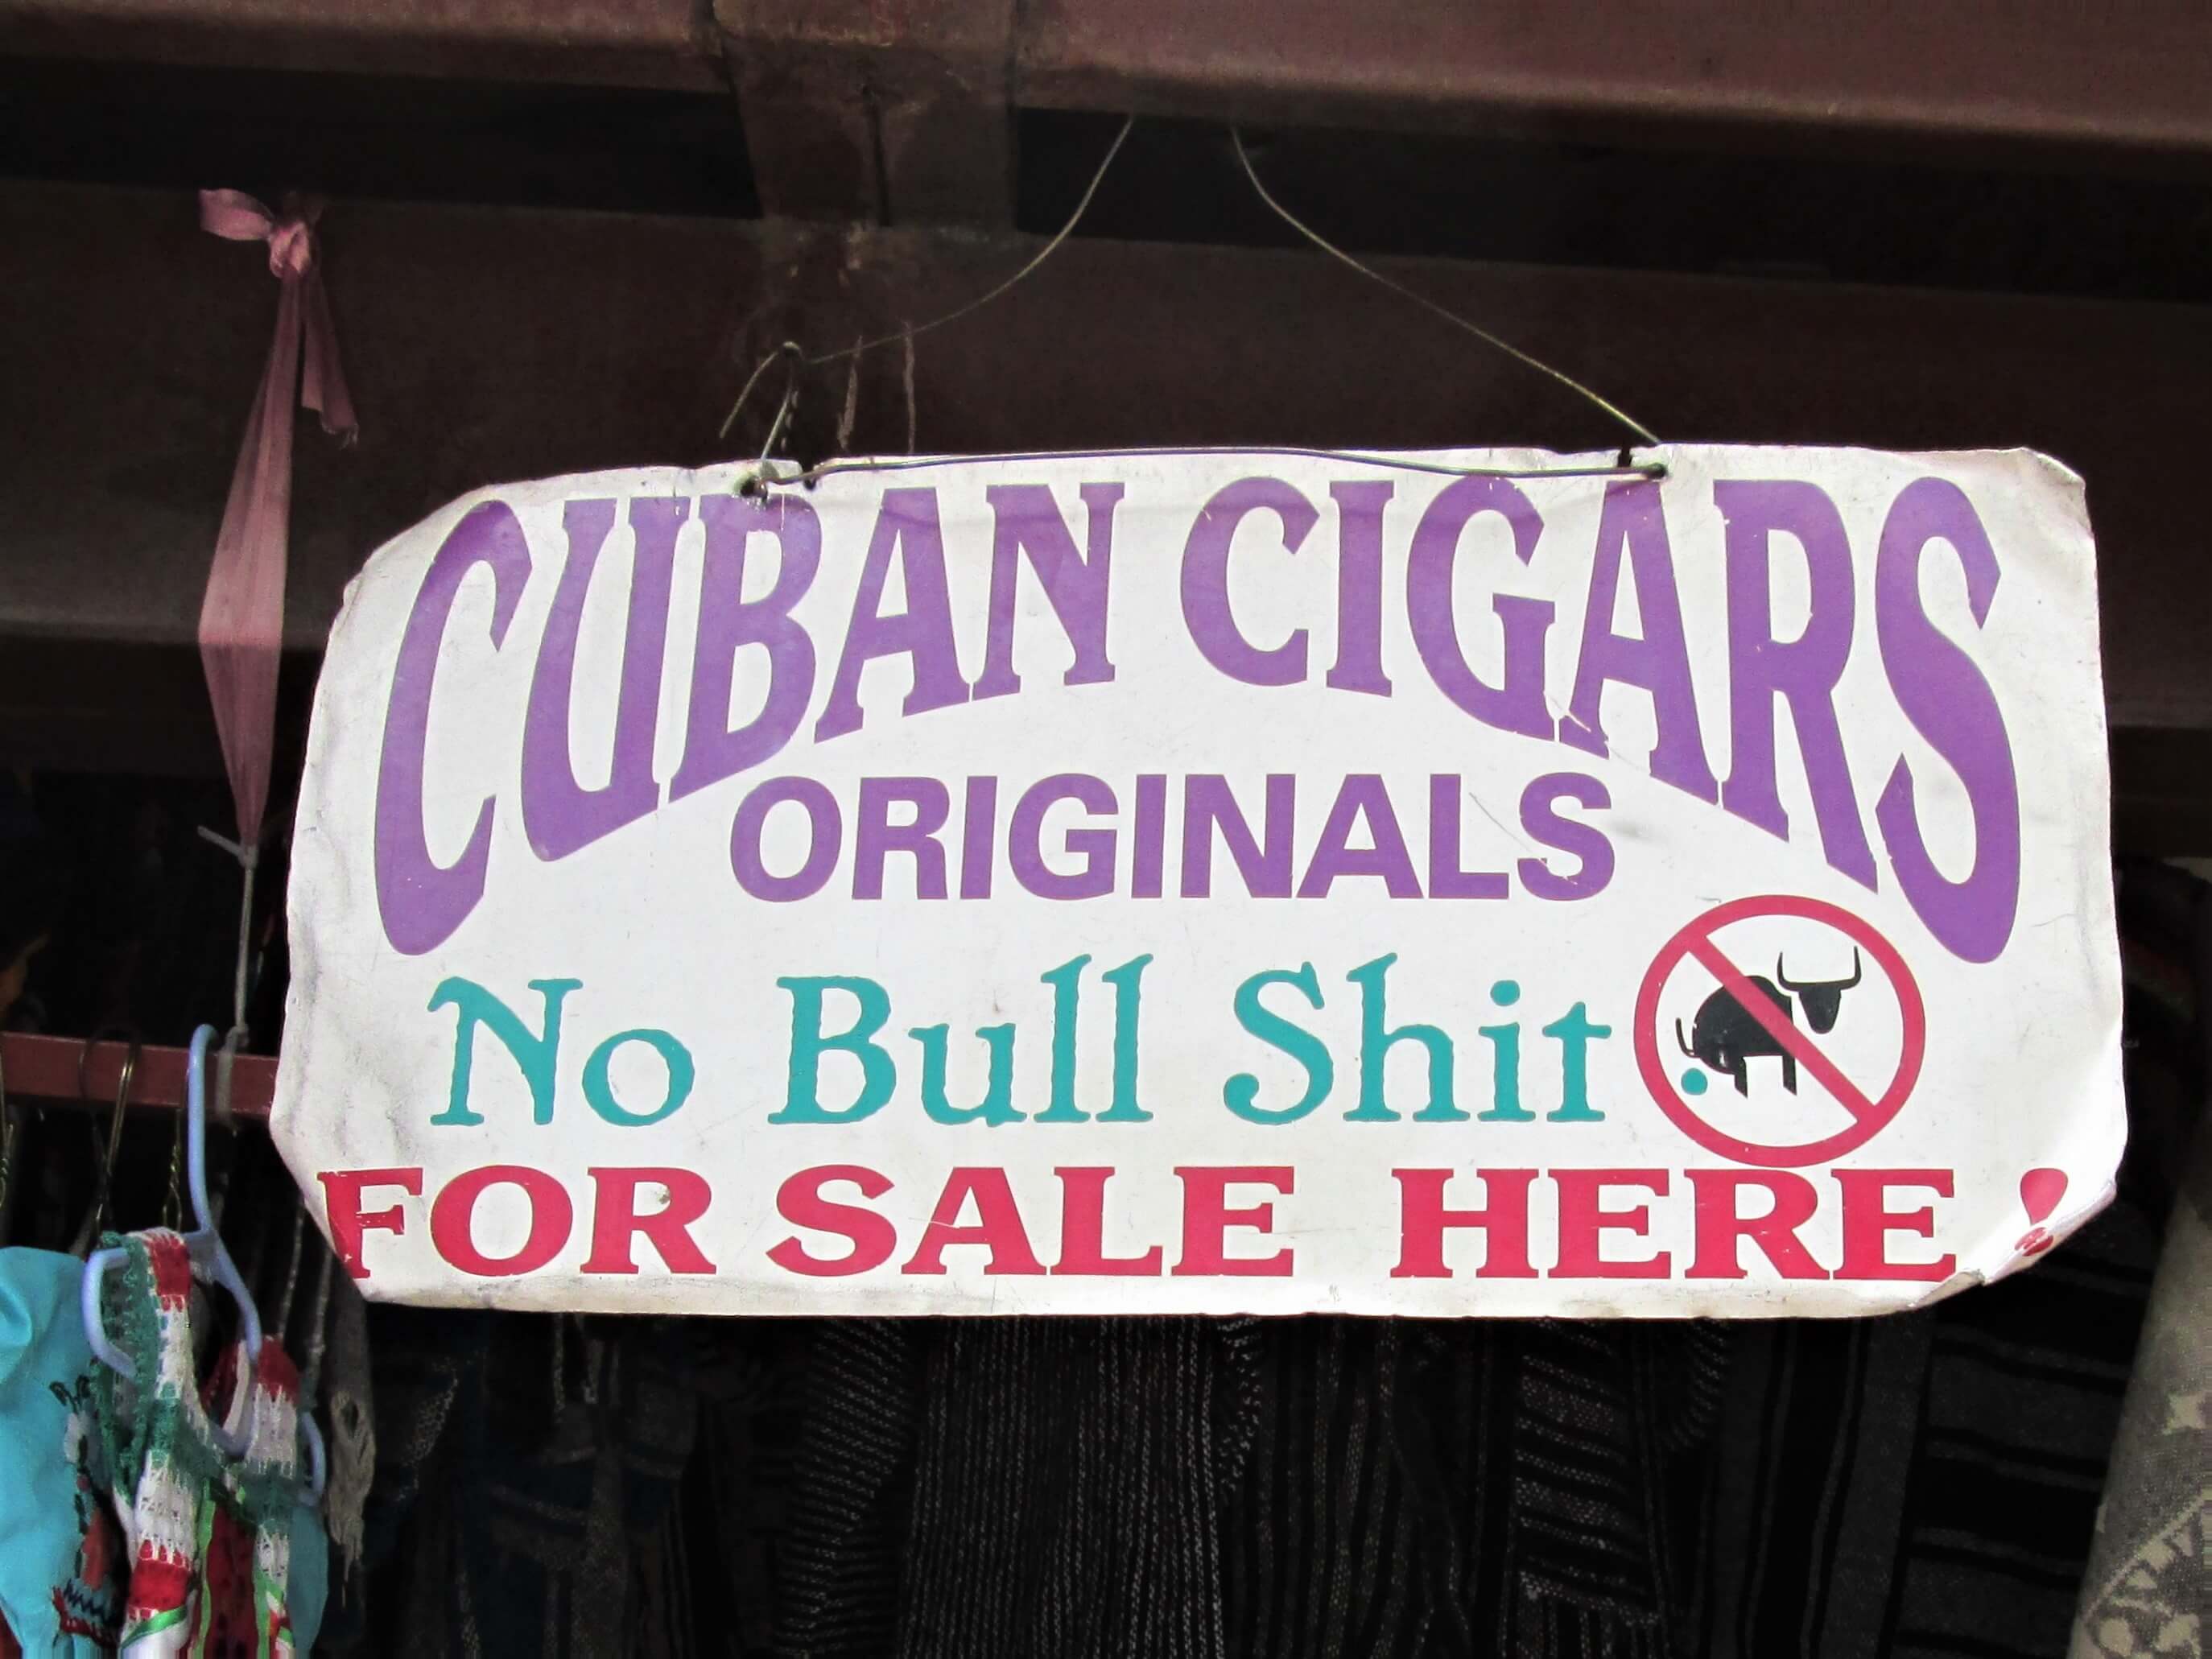 CUBAN CIGARS
ORIGINALS
No Bull Shit
FOR SALE HERE!